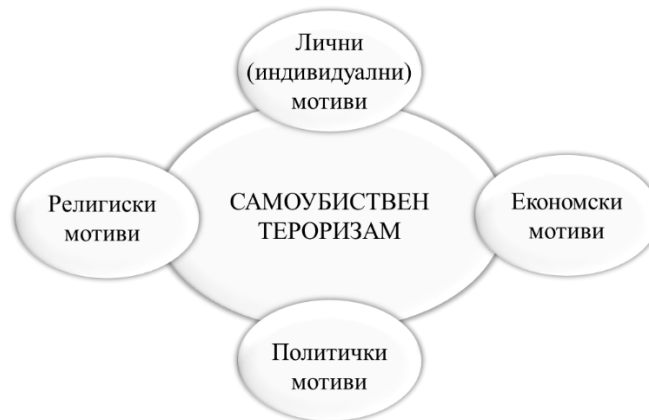 Лични
(индивидуални)
мотиви
Религиски
мотиви
САМОУБИСТВЕН
ТЕРОРИЗАМ
Економски
мотиви
Политички
мотиви